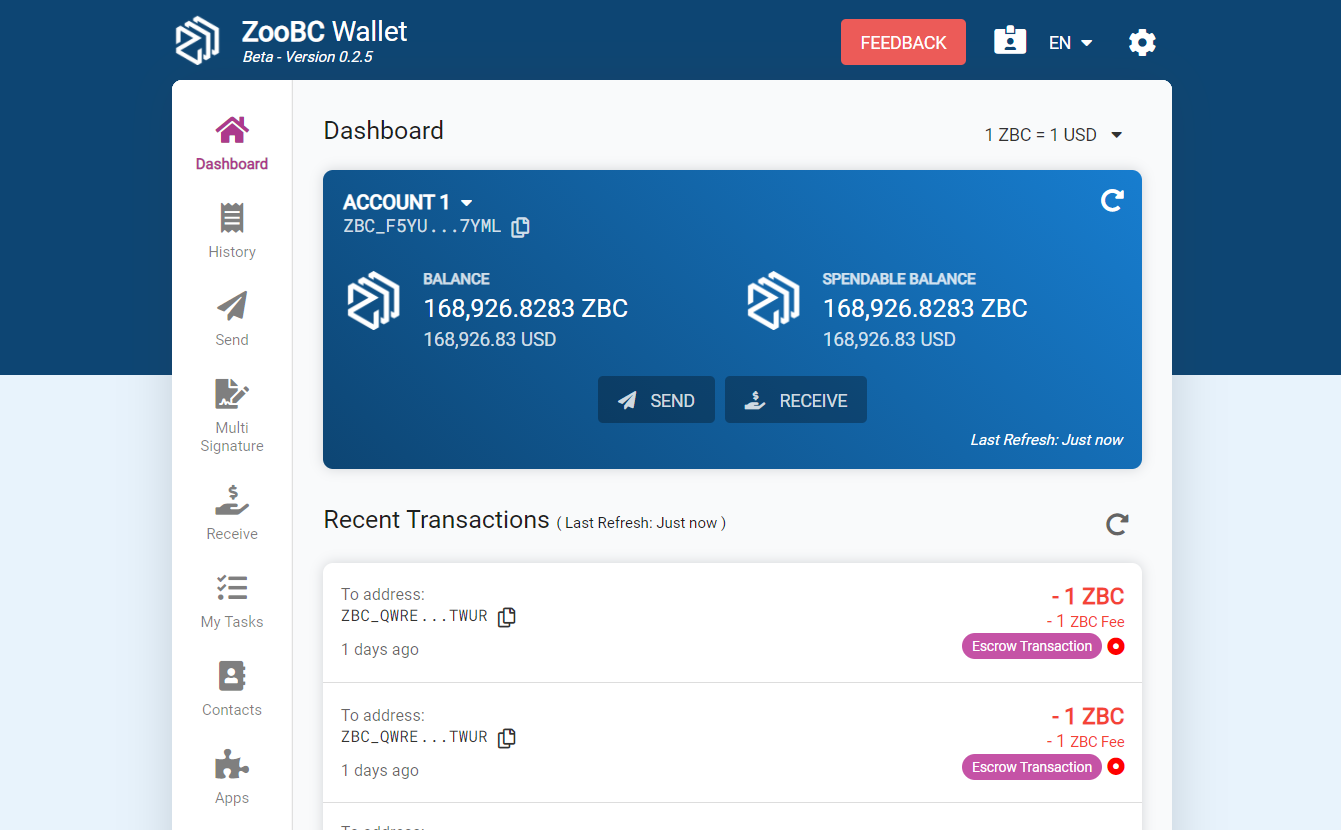 ZooBC Wallet
Beta - Version 0.2.5
FEEDBACK
EN
Dashboard
History
Send
Multi
Signature
Receive
My Tasks
Contacts
Apps
Dashboard
1 ZBC = 1 USD
ACCOUNT 1
ZBC_F5YU...7YML
BALANCE
168,926.8283 ZBC
168,926.83 USD
SPENDABLE BALANCE
168,926.8283 ZBC
168,926.83 USD
SEND
RECEIVE
Last Refresh: Just now
Recent Transactions ( Last Refresh: Just now )
To address:
ZBC_QWRE...TWUR
1 days ago
- 1 ZBC
- 1 ZBC Fee
Escrow Transaction
To address:
ZBC_QWRE...TWUR
1 days ago
- 1 ZBC
- 1 ZBC Fee
Escrow Transaction